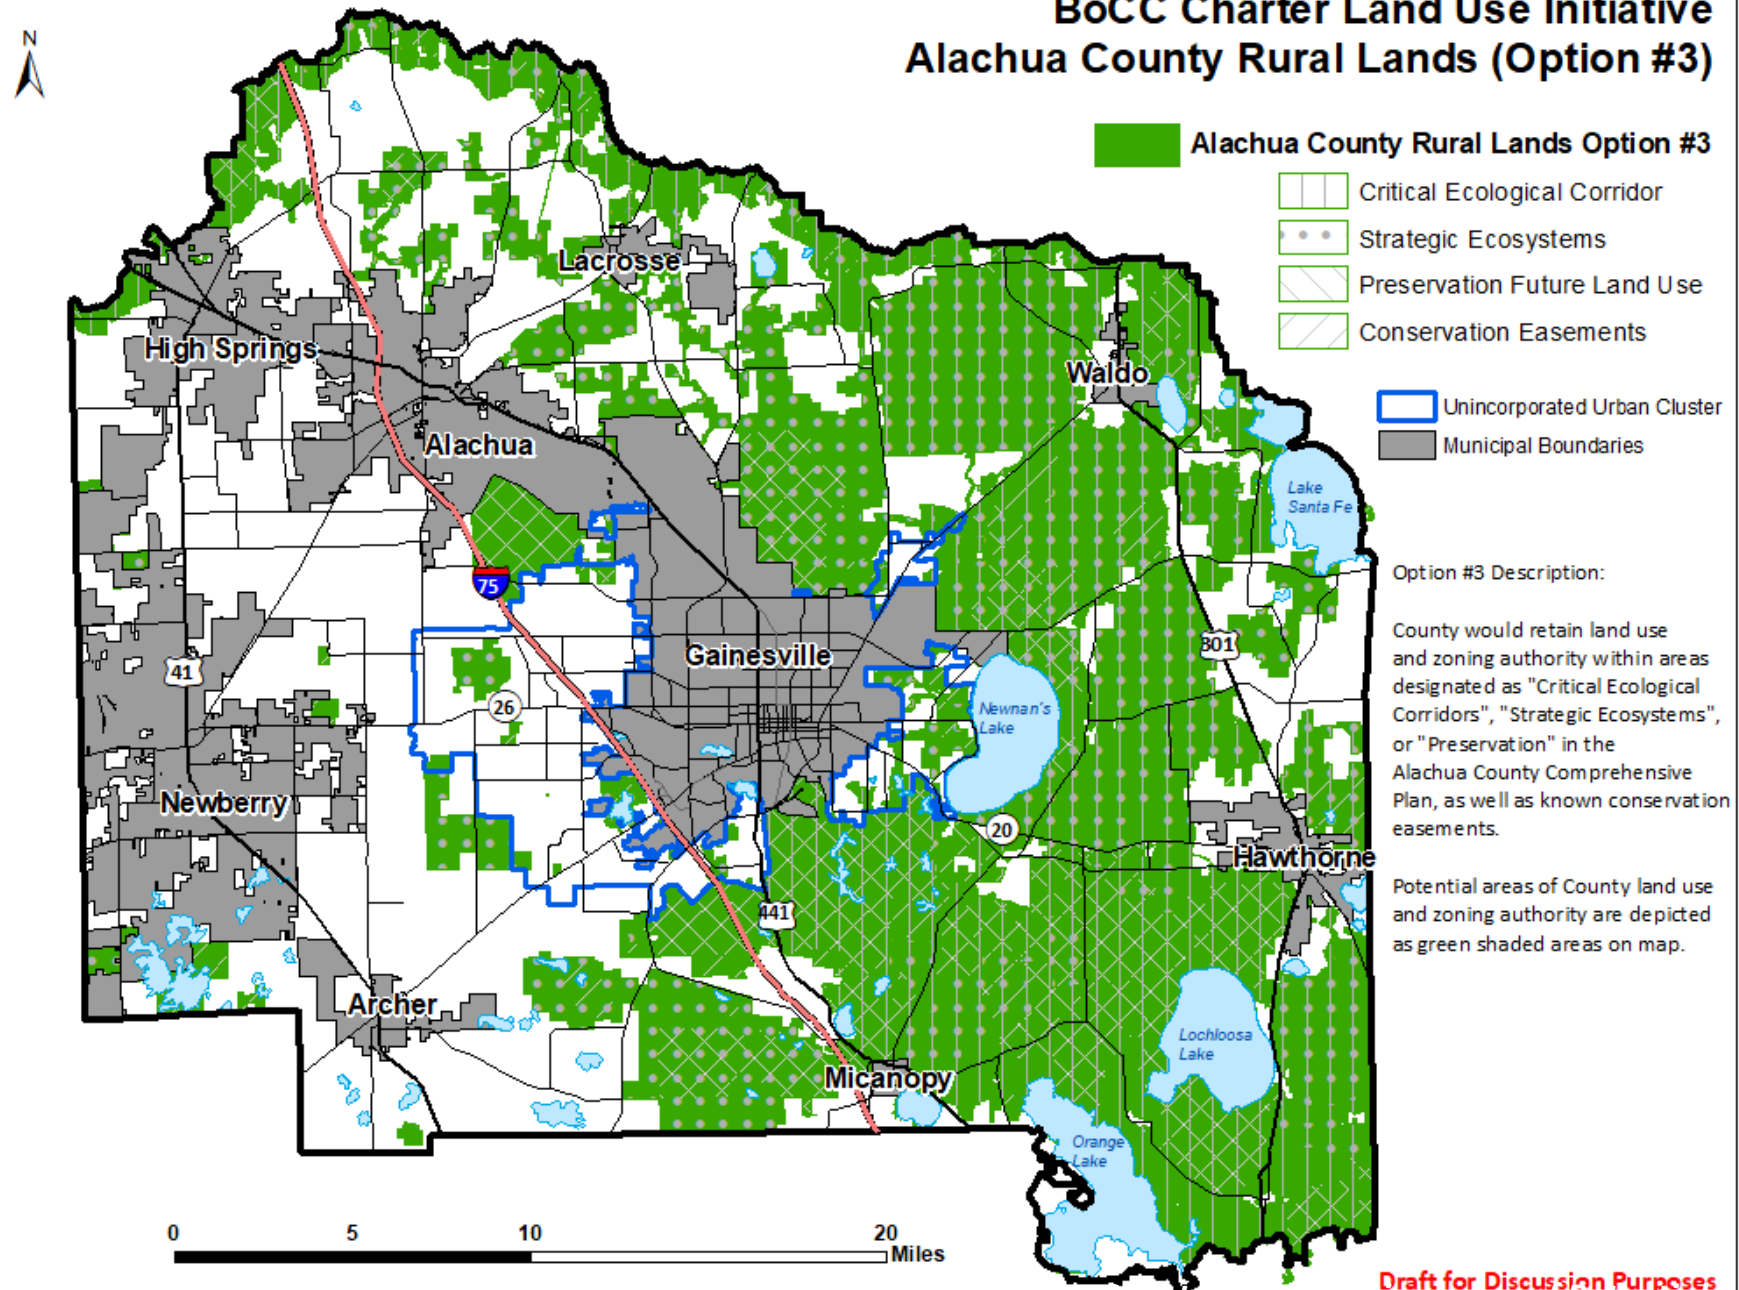 BoCC Charter Land Use Initiative
Alachua County Rural Lands (Option #3)
N
Alachua County Rural Lands Option #3
Critical Ecological Corridor
Strategic Ecosystems
Preservation Future Land Use
Conservation Easements
Unincorporated Urban Cluster
Municipal Boundaries
Lacrosse
High Springs
Waldo
Alachua
Lake
Santa Fe
75
Gainesville
301
41
26
Newnan's
Lake
Newberry
20
Hawthorne
441
Archer
Lochloosa
Lake
Micanopy
Orange
Lake
Option #3 Description:
County would retain land use
and zoning authority within areas
designated as "Critical Ecological
Corridors", "Strategic Ecosystems",
or "Preservation" in the
Alachua County Comprehensive
Plan, as well as known conservation
easements.
Potential areas of County land use
and zoning authority are depicted
as green shaded areas on map.
0 5 10 20
Miles
Draft for Discussion Purposes